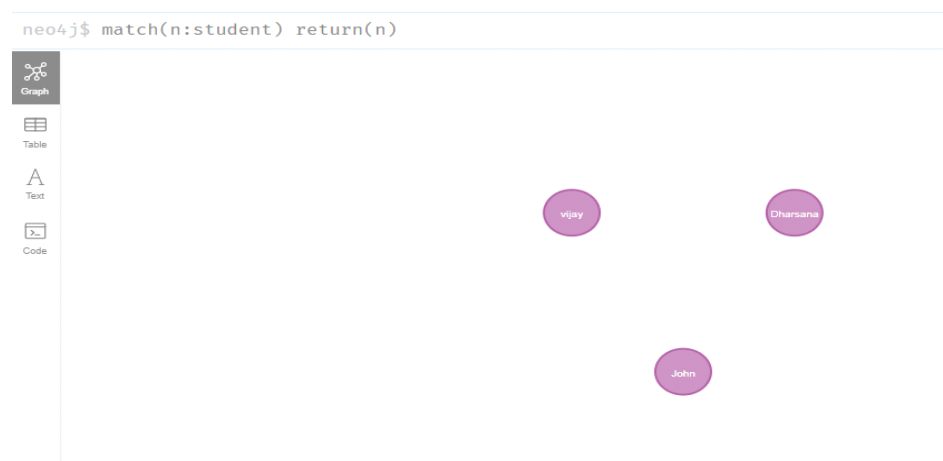 neo4j$ match(n:student) return(n)
Graph
Table
Text
Code
vijay
Dharsana
John